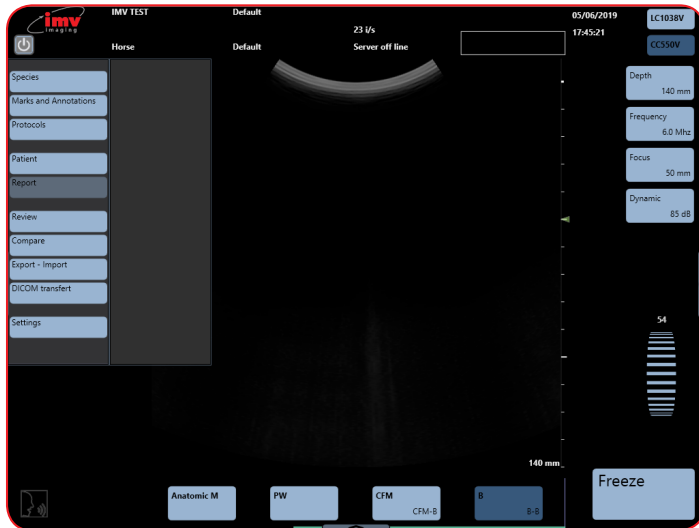 imv
imaging
IMV TEST
Default
23 i/s
05/06/2019
17:45:21
LC1038V
Horse
Default
Server off line
CC550V
Species
Marks and Annotations
Protocols
Patient
Report
Review
Compare
Export - Import
DICOM transfert
Settings
Depth
140 mm
Frequency
6.0 Mhz
Focus
50 mm
Dynamic
85 dB
54
140 mm
Freeze
Anatomic M
PW
CFM
CFM-B
B
B-B